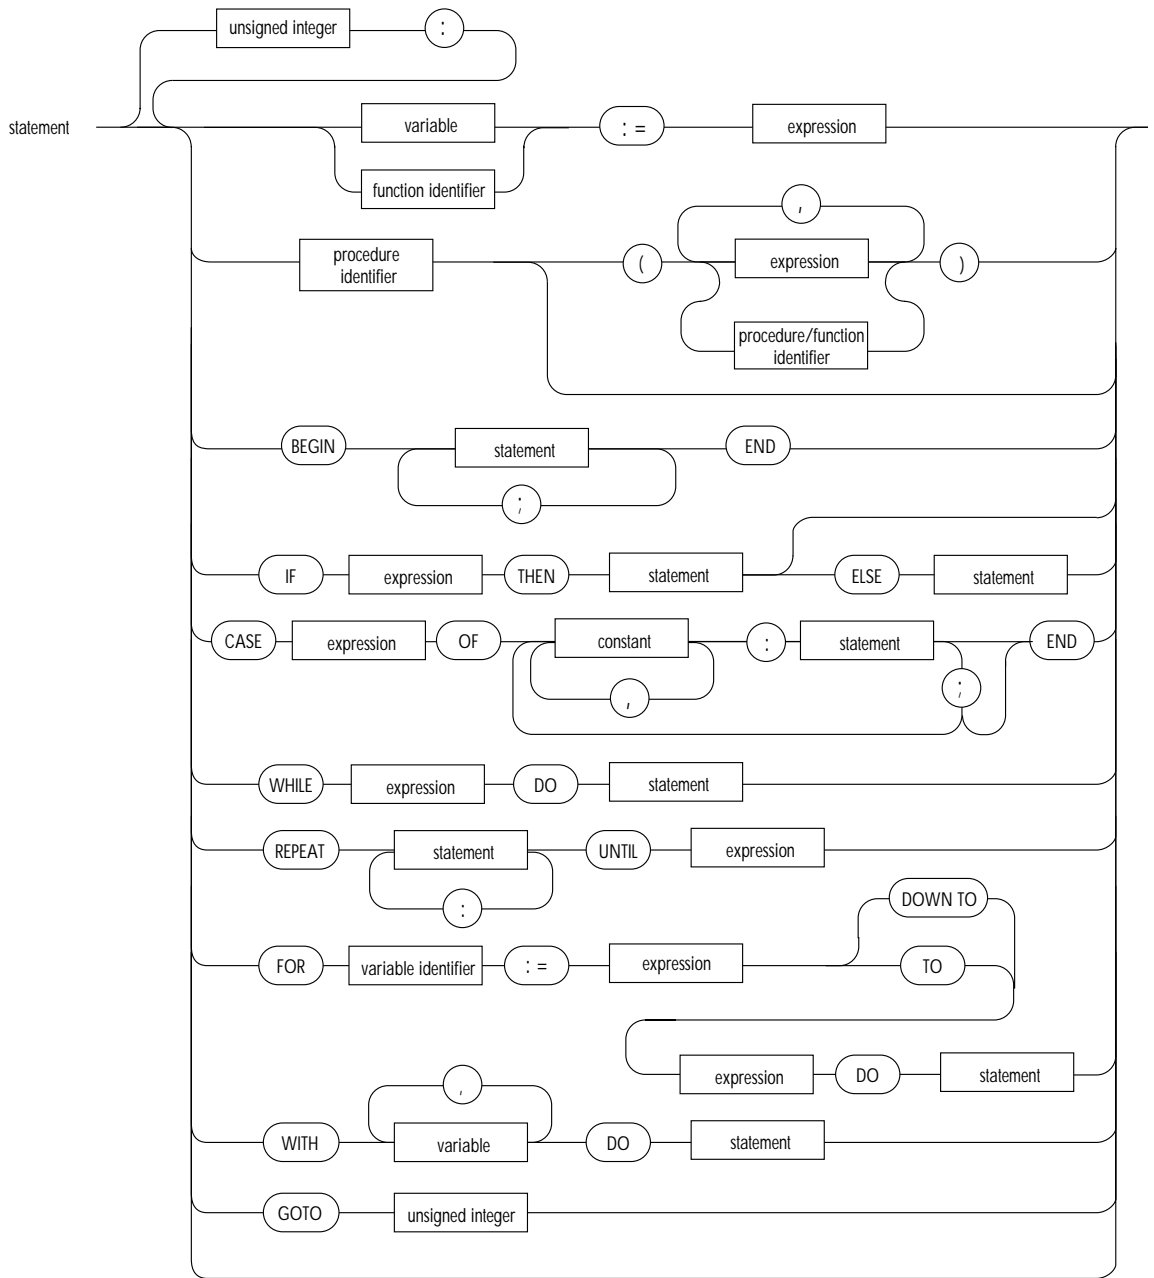 unsigned integer :
statement
variable := expression
function identifier
,
procedure
identifier
( expression )
procedure/function
identifier
BEGIN statement END
;
IF expression THEN statement ELSE statement
CASE expression OF constant : statement END
,
;
WHILE expression DO statement
REPEAT statement UNTIL expression
:
DOWN TO
FOR variable identifier := expression TO
expression DO statement
,
WITH variable DO statement
GOTO unsigned integer